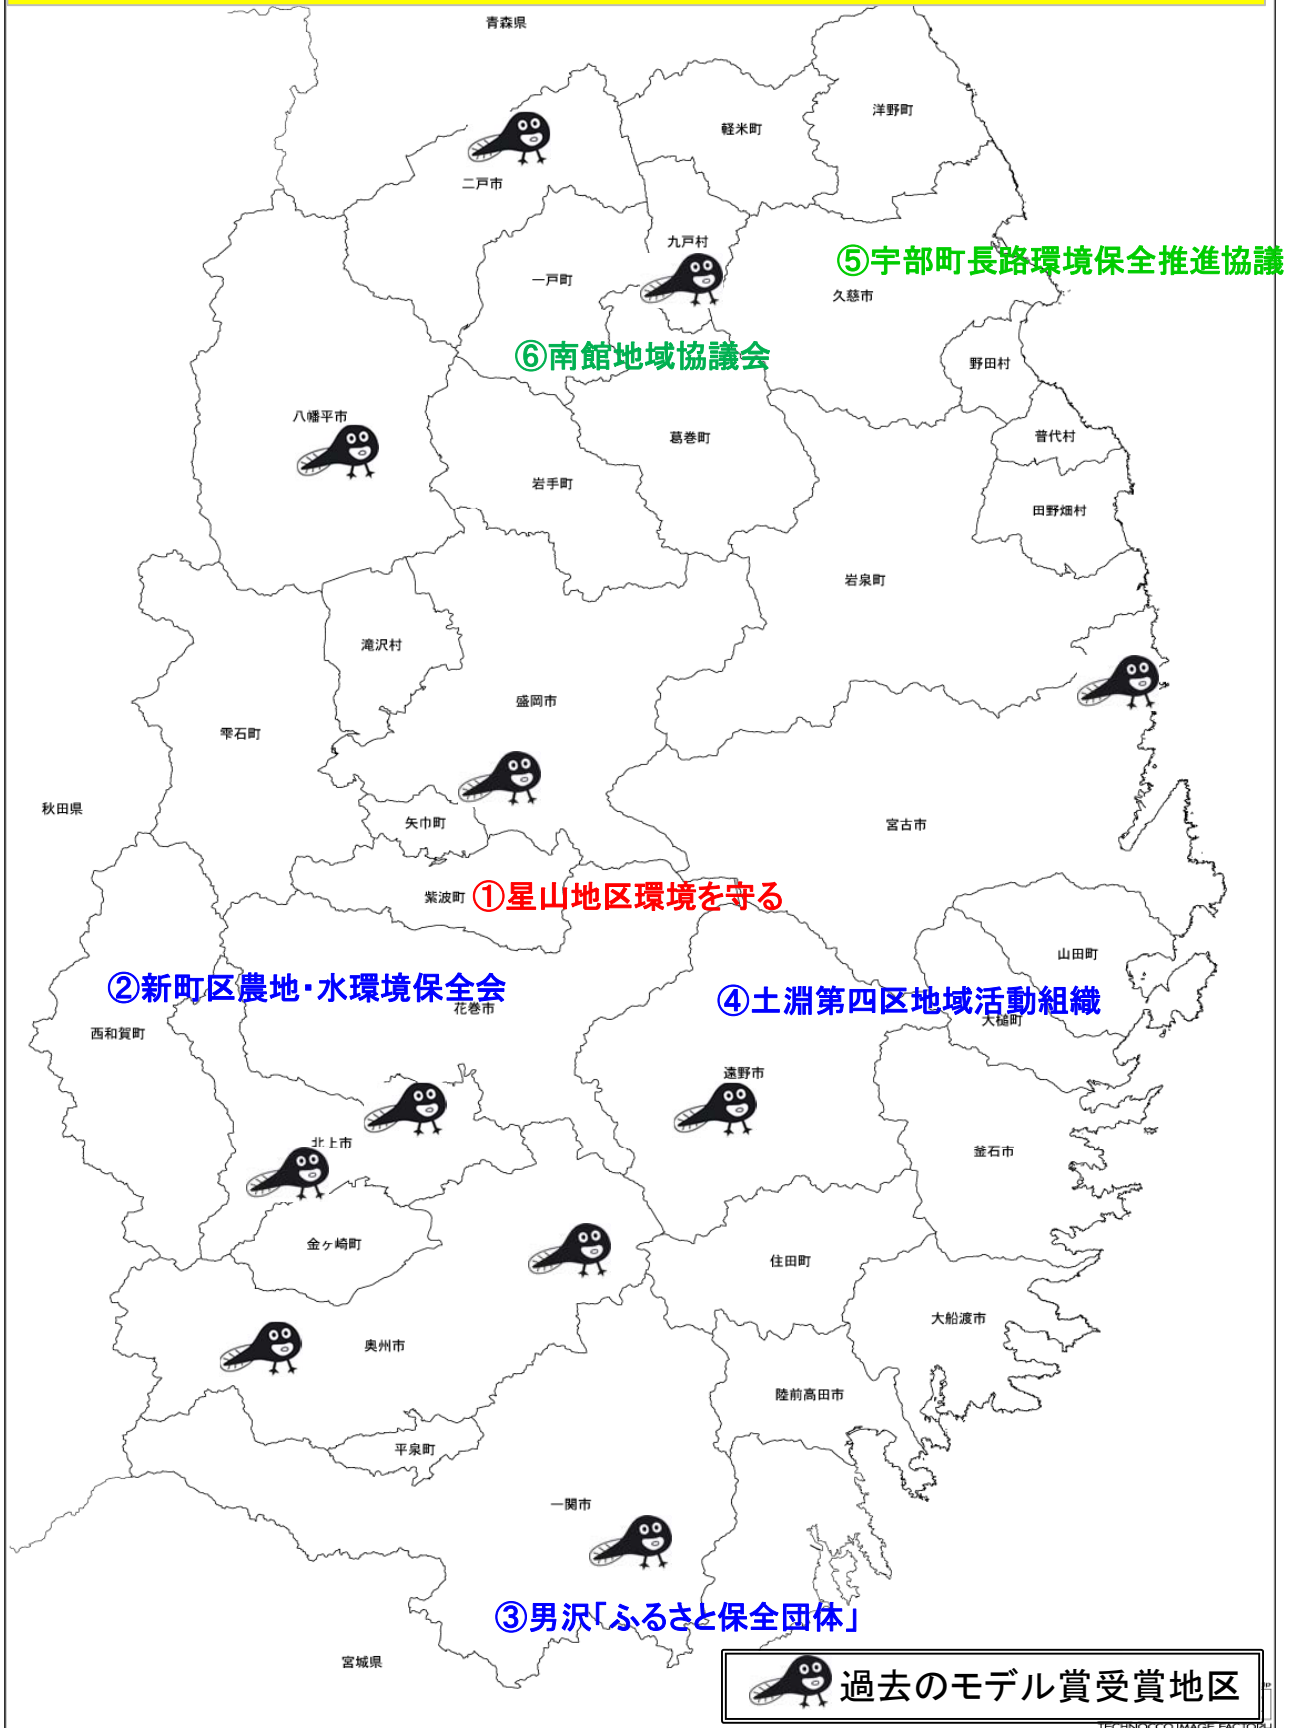 青森県
洋野町
軽米町
二戸市
九戸村
⑤宇部町長路環境保全推進協議
一戸町
久慈市
⑥南館地域協議会
野田村
八幡平市
葛巻町
普代村
岩手町
田野畑村
岩泉町
滝沢村
盛岡市
雫石町
秋田県
矢巾町
宮古市
紫波町
①星山地区環境を守る
山田町
②新町区農地・水環境保全会
④土淵第四区地域活動組織
花巻市
大槌町
西和賀町
遠野市
北上市
釜石市
金ヶ崎町
住田町
大船渡市
奥州市
陸前高田市
平泉町
一関市
③男沢「ふるさと保全団体」
宮城県
過去のモデル賞受賞地区
TECHNOCCO IMAGE FACTORY